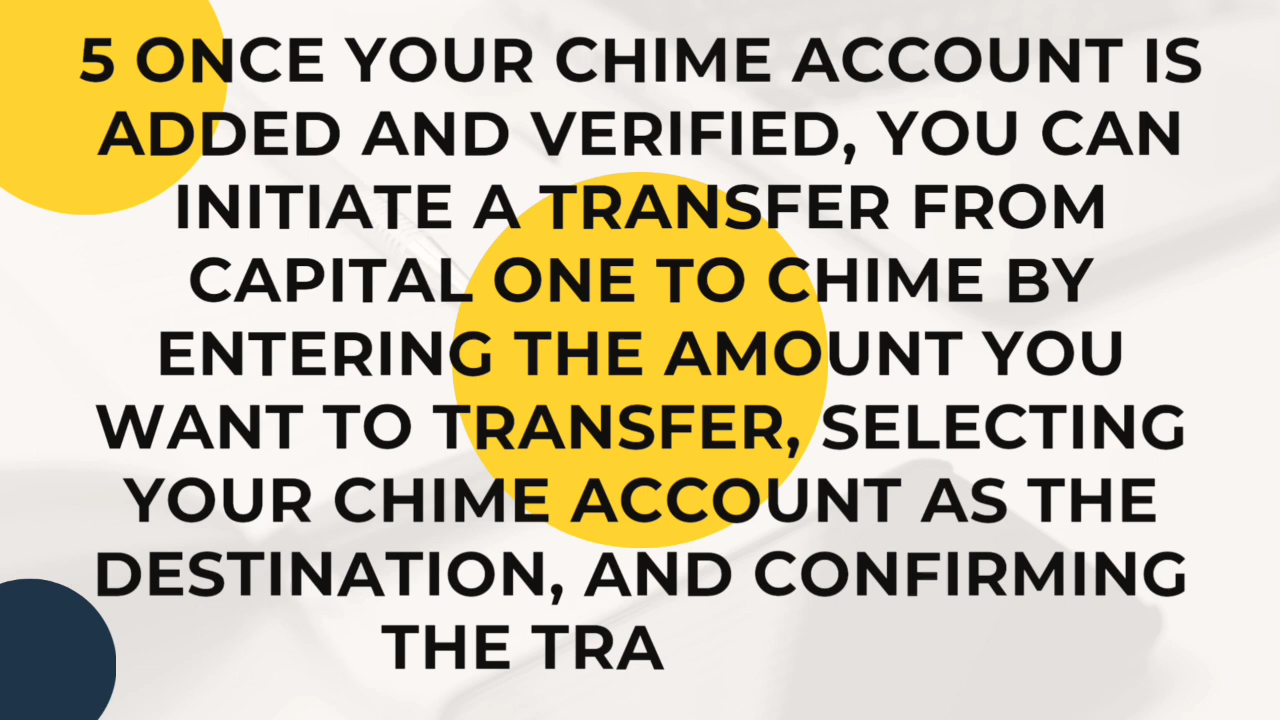 5 ONCE YOUR CHIME ACCOUNT IS
ADDED AND VERIFIED, YOU CAN
INITIATE A TRANSFER FROM
CAPITAL ONE TO CHIME BY
ENTERING THE AMOUNT YOU
WANT TO TRANSFER, SELECTING
YOUR CHIME ACCOUNT AS THE
DESTINATION, AND CONFIRMING
THE TRA